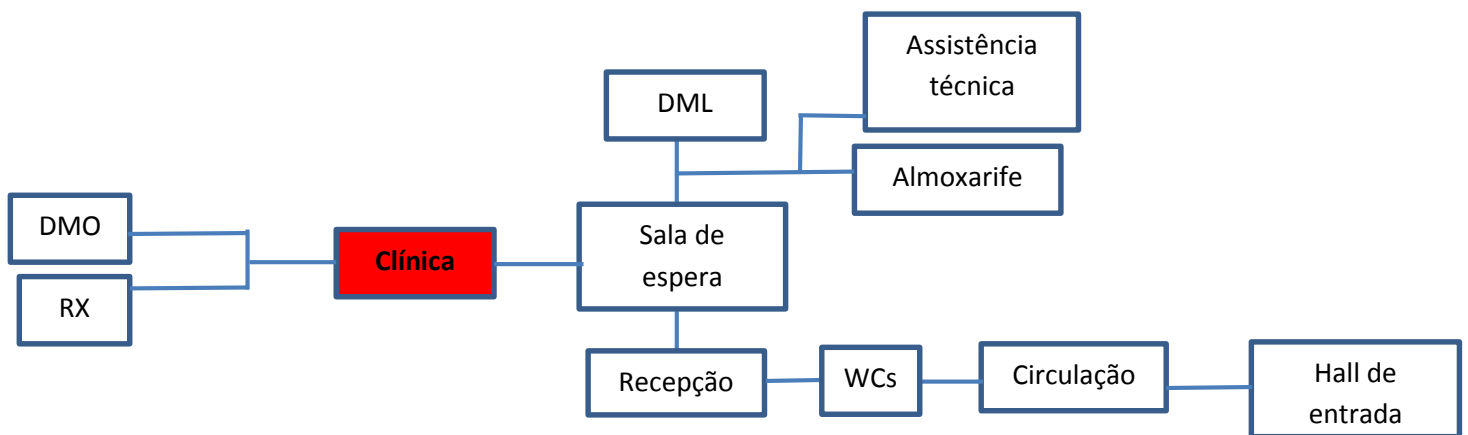 Assistência
técnica
DML
Almoxarife
DMO
Clínica
Sala de
espera
RX
Recepção
WCs
Circulação
Hall de
entrada